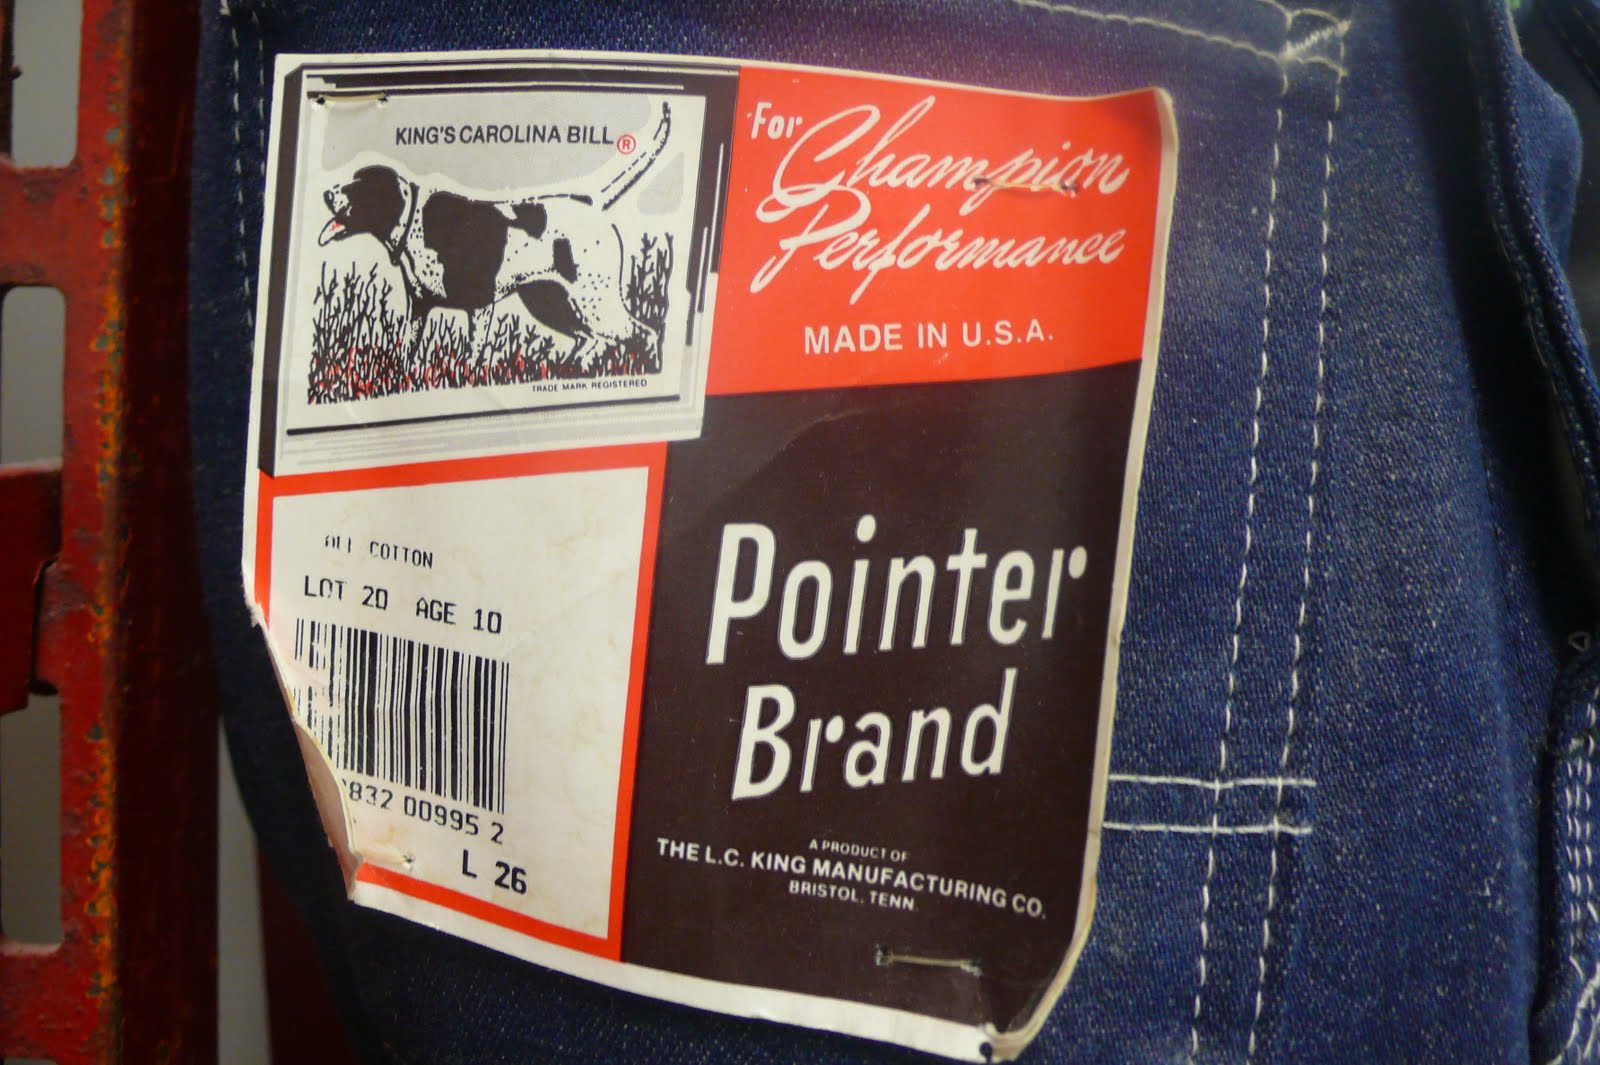 KING'S CAROLINA BILL®
TRADE MARK REGISTERED
For
Champion
Performance
MADE IN U.S.A.
ALL COTTON
LOT 20 AGE 10
832 00995 2
L 26
Pointer
Brand
A PRODUCT OF
THE L.C. KING MANUFACTURING CO.
BRISTOL, TENN.